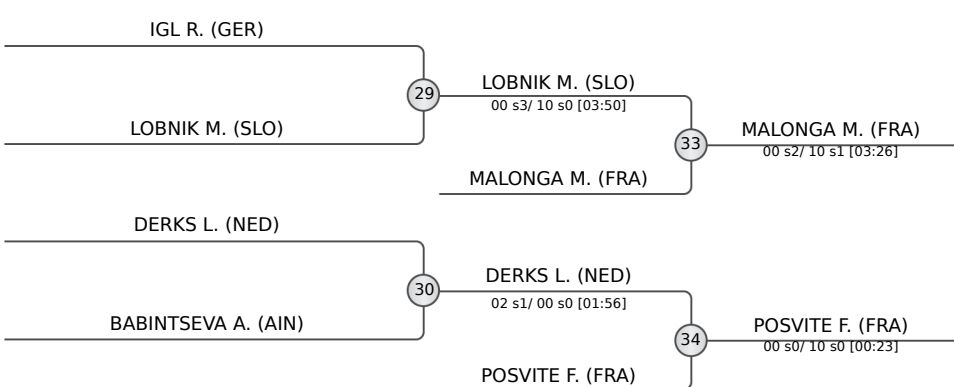 IGL R. (GER)
29
LOBNIK M. (SLO)
00 s3/ 10 s0 [03:50]
LOBNIK M. (SLO)
33
MALONGA M. (FRA)
00 s2/ 10 s1 [03:26]
MALONGA M. (FRA)
DERKS L. (NED)
30
DERKS L. (NED)
02 s1/ 00 s0 [01:56]
BABINTSEVA A. (AIN)
34
POSVITE F. (FRA)
00 s0/ 10 s0 [00:23]
POSVITE F. (FRA)